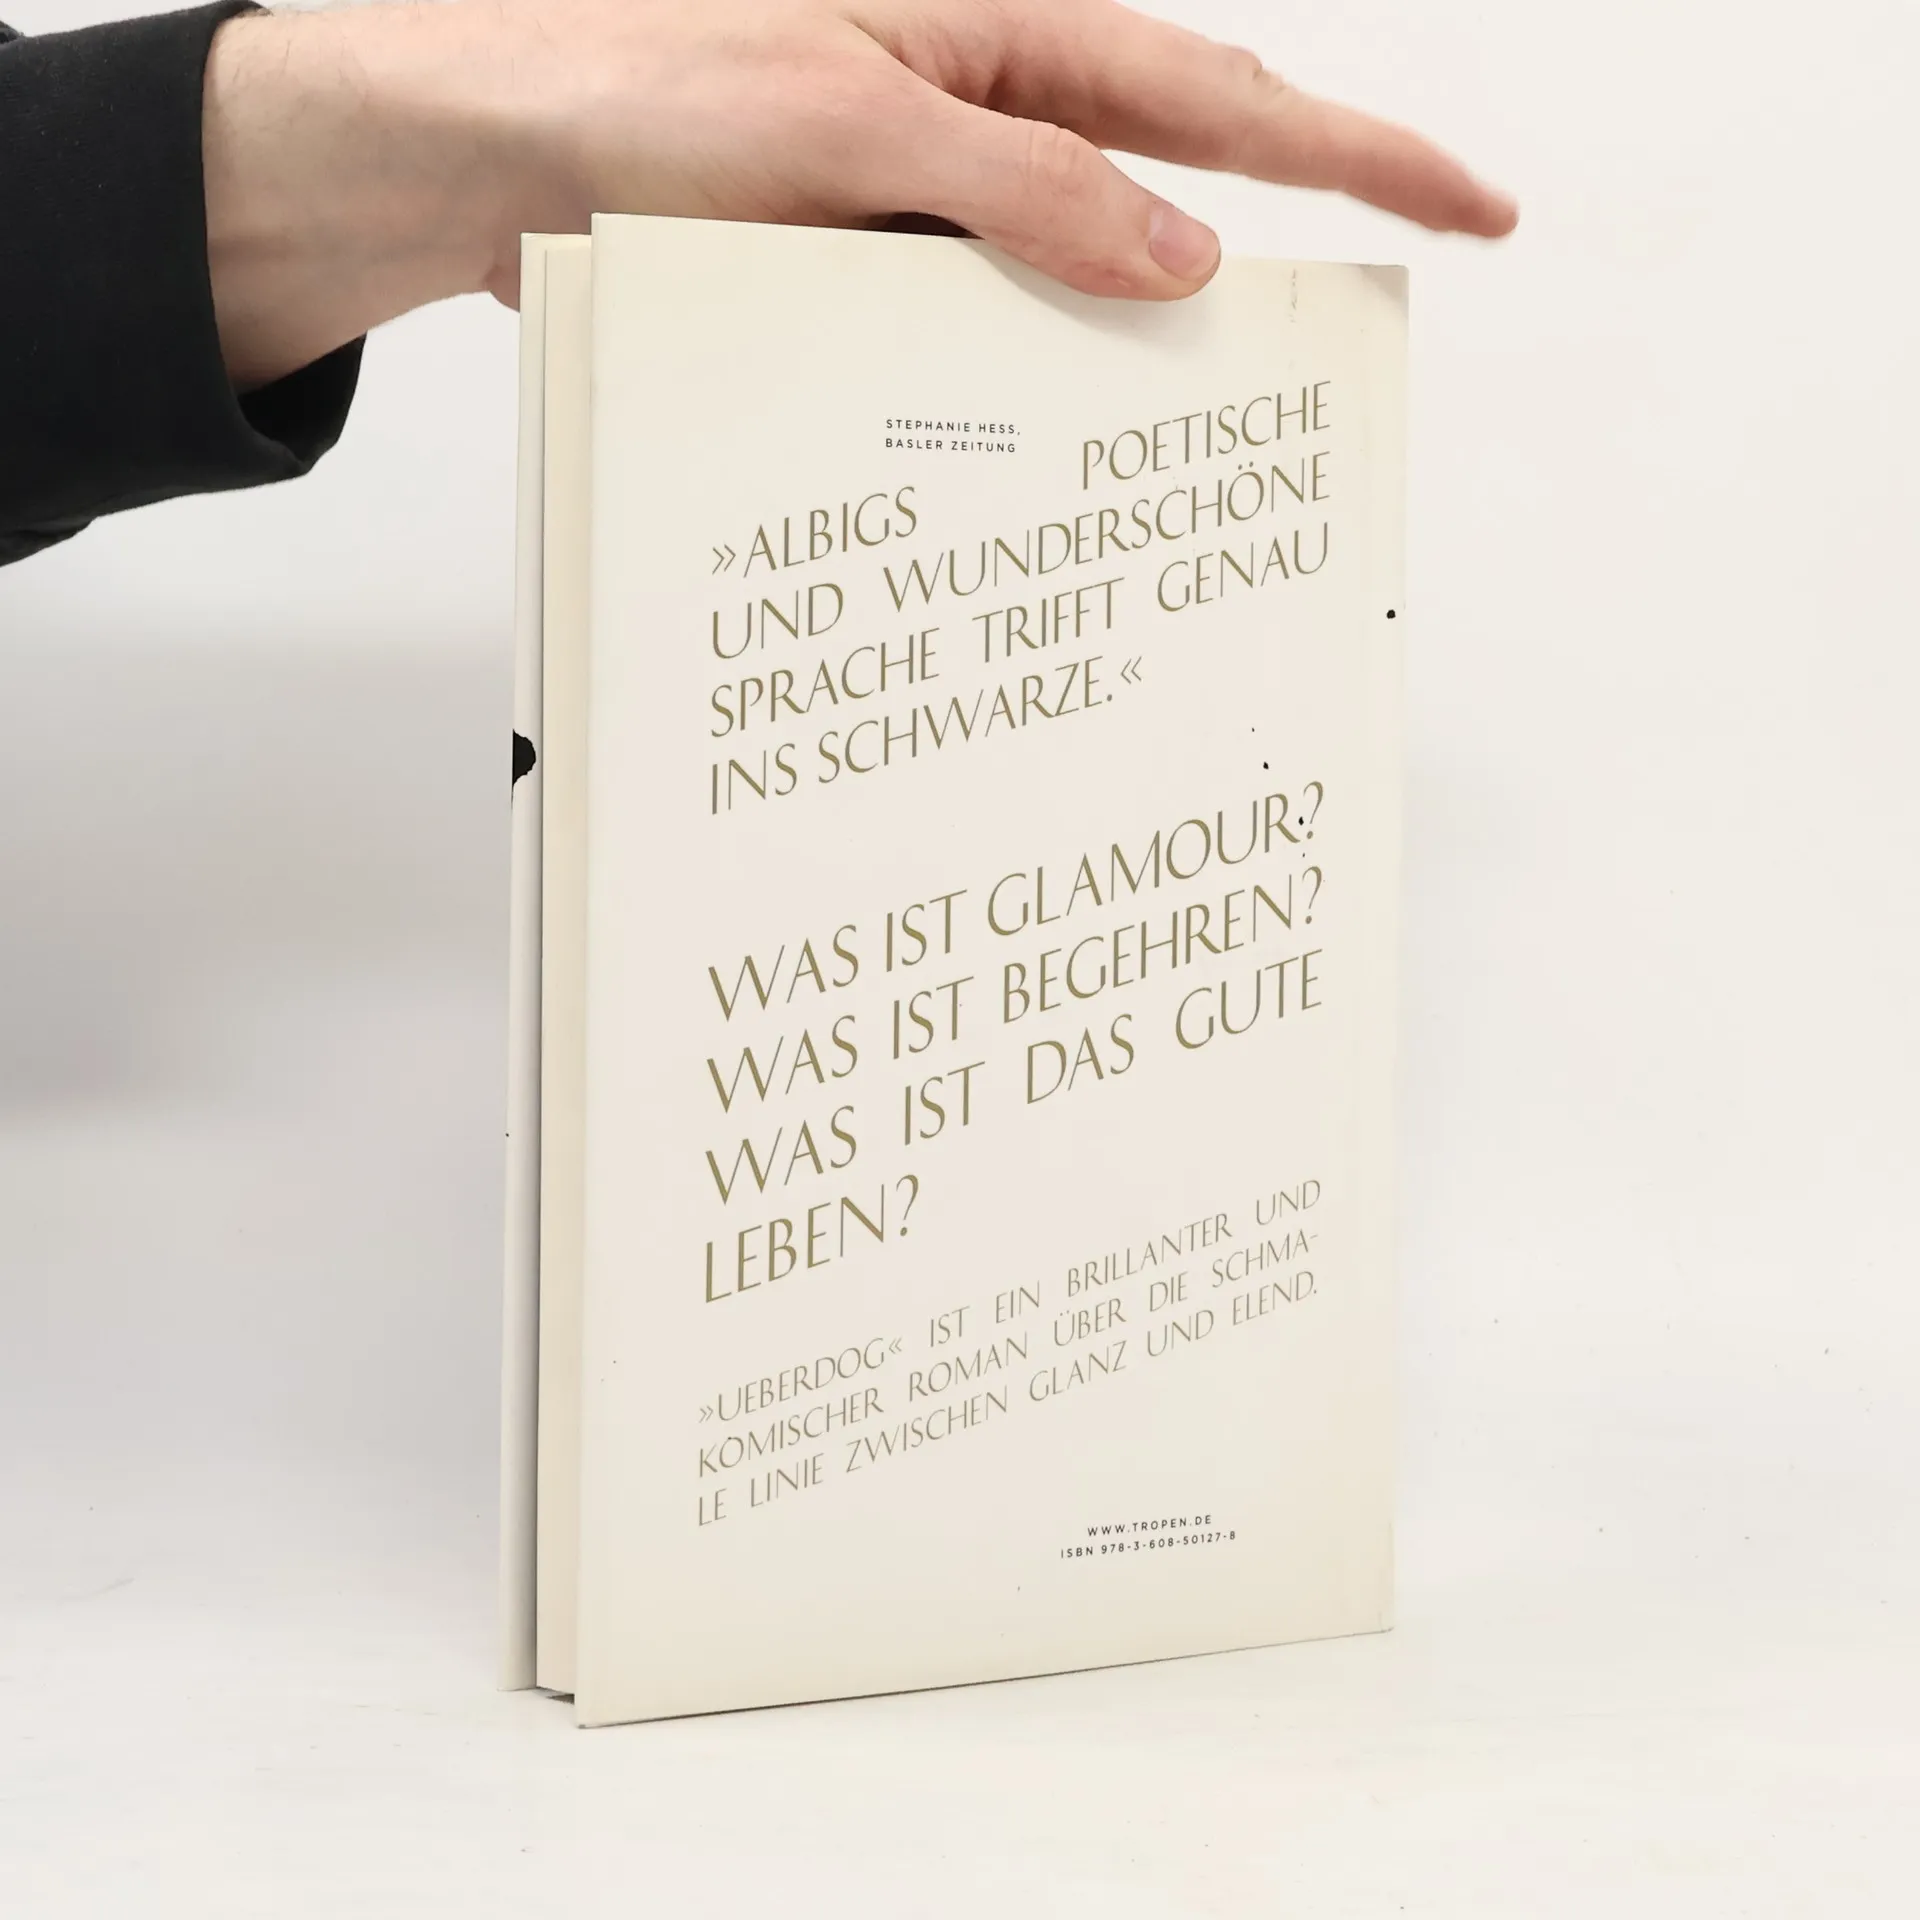 STEPHANIE HESS,
BASLER ZEITUNG
»ALBIGS POETISCHE
UND WUNDERSCHÖNE
SPRACHE TRIFFT GENAU
INS SCHWARZE.«
WAS IST GLAMOUR?
WAS IST BEGEHREN?
WAS IST DAS GUTE
LEBEN?
»UEBERDOG« IST EIN BRILLANTER UND
KOMISCHER ROMAN ÜBER DIE SCHMA-
LE LINIE ZWISCHEN GLANZ UND ELEND.
WWW.TROPEN.DE
ISBN 978-3-608-50127-8